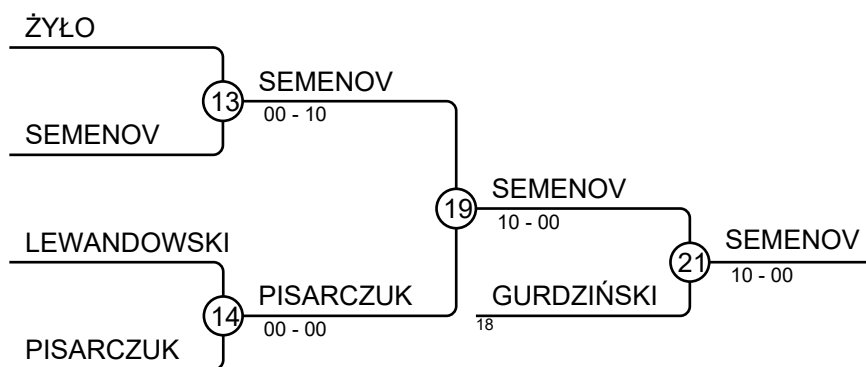 ŻYŁO
SEMENOV
13
00 - 10
SEMENOV
SEMENOV
19
10 - 00
LEWANDOWSKI
SEMENOV
21
10 - 00
PISARCZUK
GURDZIŃSKI
14
00 - 00
18
PISARCZUK